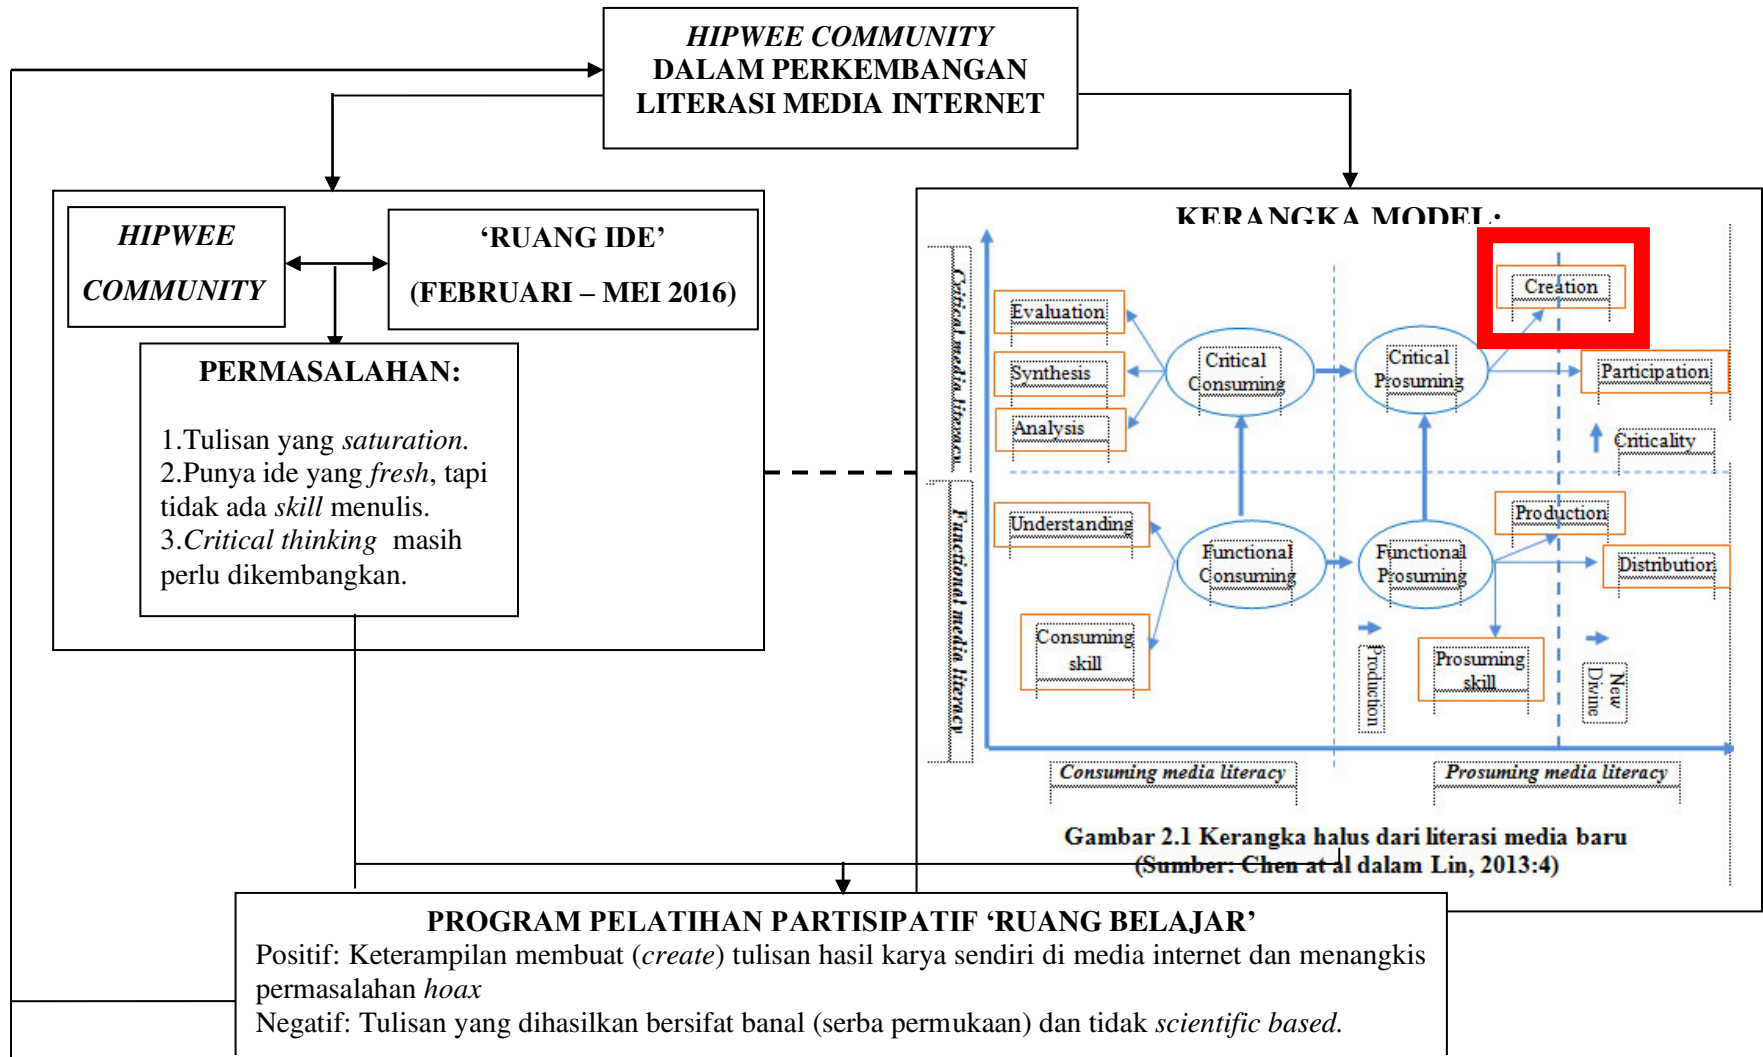 HIPWEE COMMUNITY
DALAM PERKEMBANGAN
LITERASI MEDIA INTERNET
HIPWEE
COMMUNITY
‘RUANG IDE’
(FEBRUARI – MEI 2016)
PERMASALAHAN:
1.Tulisan yang saturation.
2.Punya ide yang fresh, tapi
tidak ada skill menulis.
3.Critical thinking masih
perlu dikembangkan.
KERANGKA MODEL:
Critical media literacy
Functional media literacy
Evaluation
Synthesis
Analysis
Critical
Consuming
Critical
Prosuming
Creation
Participation
Criticality
Understanding
Consuming
skill
Functional
Consuming
Functional
Prosuming
Production
Distribution
Prosuming
skill
Production
New
Divine
Consuming media literacy
Prosuming media literacy
Gambar 2.1 Kerangka halus dari literasi media baru
(Sumber: Chen at al dalam Lin, 2013:4)
PROGRAM PELATIHAN PARTISIPATIF ‘RUANG BELAJAR’
Positif: Keterampilan membuat (create) tulisan hasil karya sendiri di media internet dan menangkis
permasalahan hoax
Negatif: Tulisan yang dihasilkan bersifat banal (serba permukaan) dan tidak scientific based.